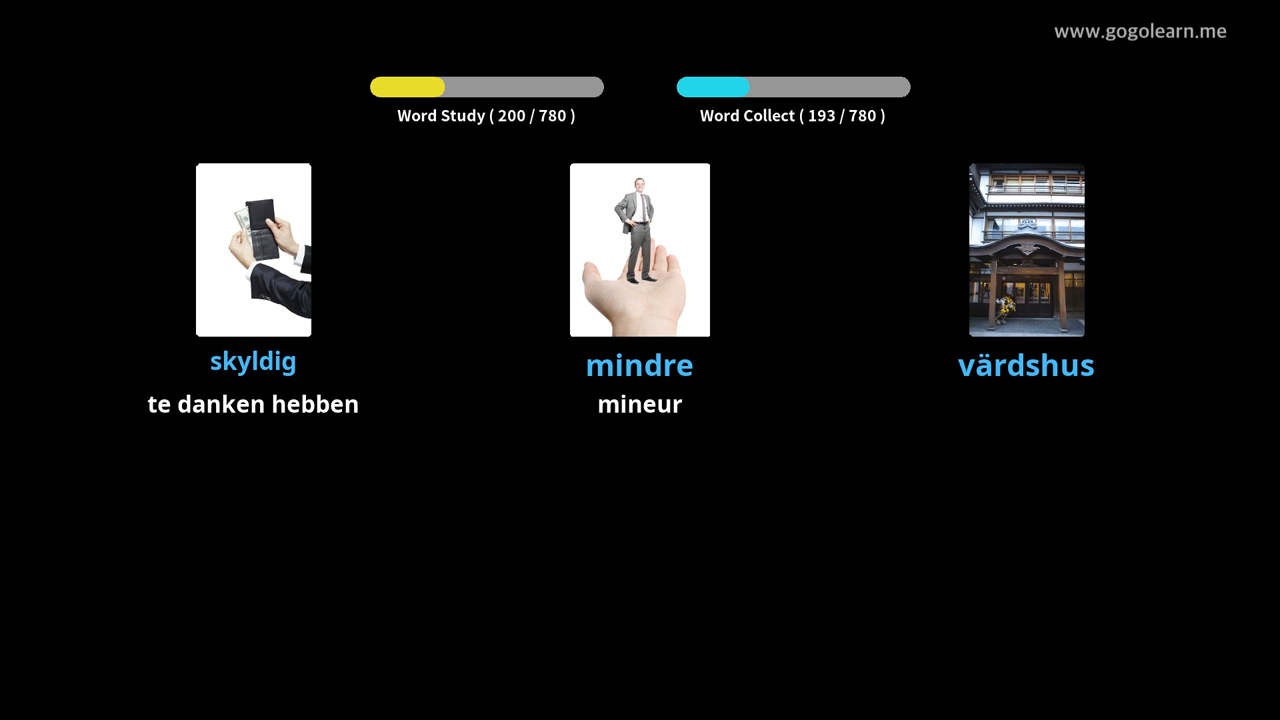 www.gogolearn.me
Word Study ( 200 / 780 )
Word Collect ( 193 / 780 )
skyldig
mindre
värdshus
te danken hebben
mineur